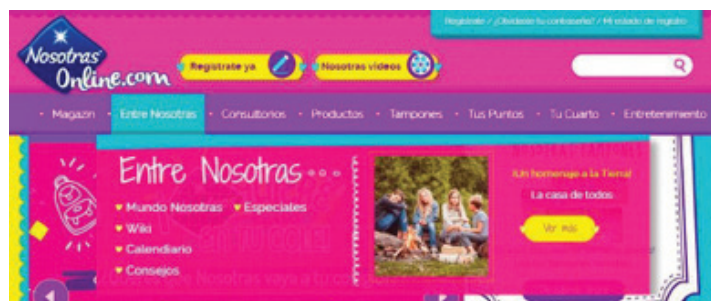 Regístrate / ¿Olvidaste tu contraseña? / Mi estado de registro
Nosotras
Online.com
Regístrate ya
Nosotras videos
Magazin • Entre Nosotras • Consultorios • Productos • Tampones • Tus Puntos • Tu Cuarto • Entretenimiento
Entre Nosotras
Mundo Nosotras
Especiales
Wiki
Calendiario
Consejos
¡Un homenaje a la Tierra!
La casa de todos
Ver más